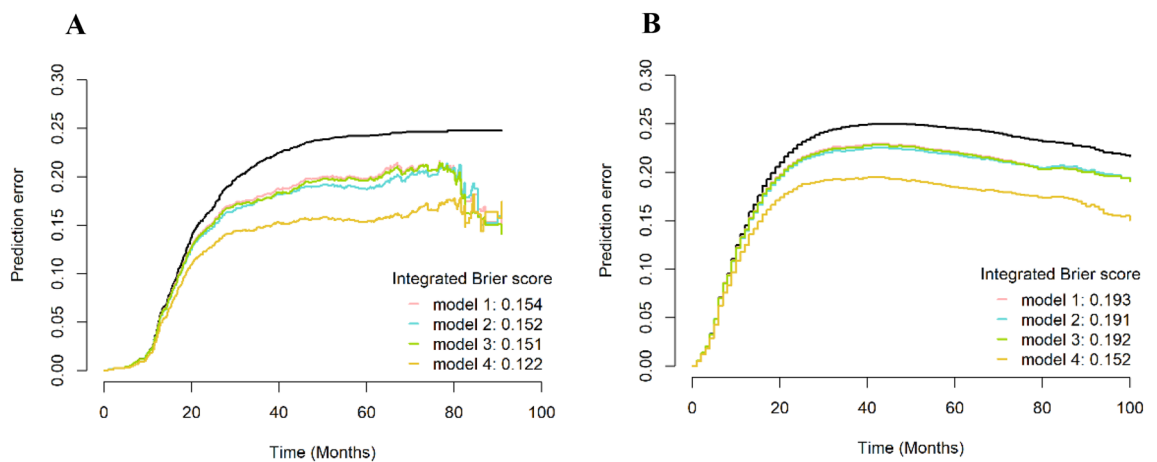 A
Prediction error
0.30
0.25
0.20
0.15
0.10
0.05
0.00
Integrated Brier score
model 1: 0.154
model 2: 0.152
model 3: 0.151
model 4: 0.122
0 20 40 60 80 100
Time (Months)
B
Prediction error
0.30
0.25
0.20
0.15
0.10
0.05
0.00
Integrated Brier score
model 1: 0.193
model 2: 0.191
model 3: 0.192
model 4: 0.152
0 20 40 60 80 100
Time (Months)